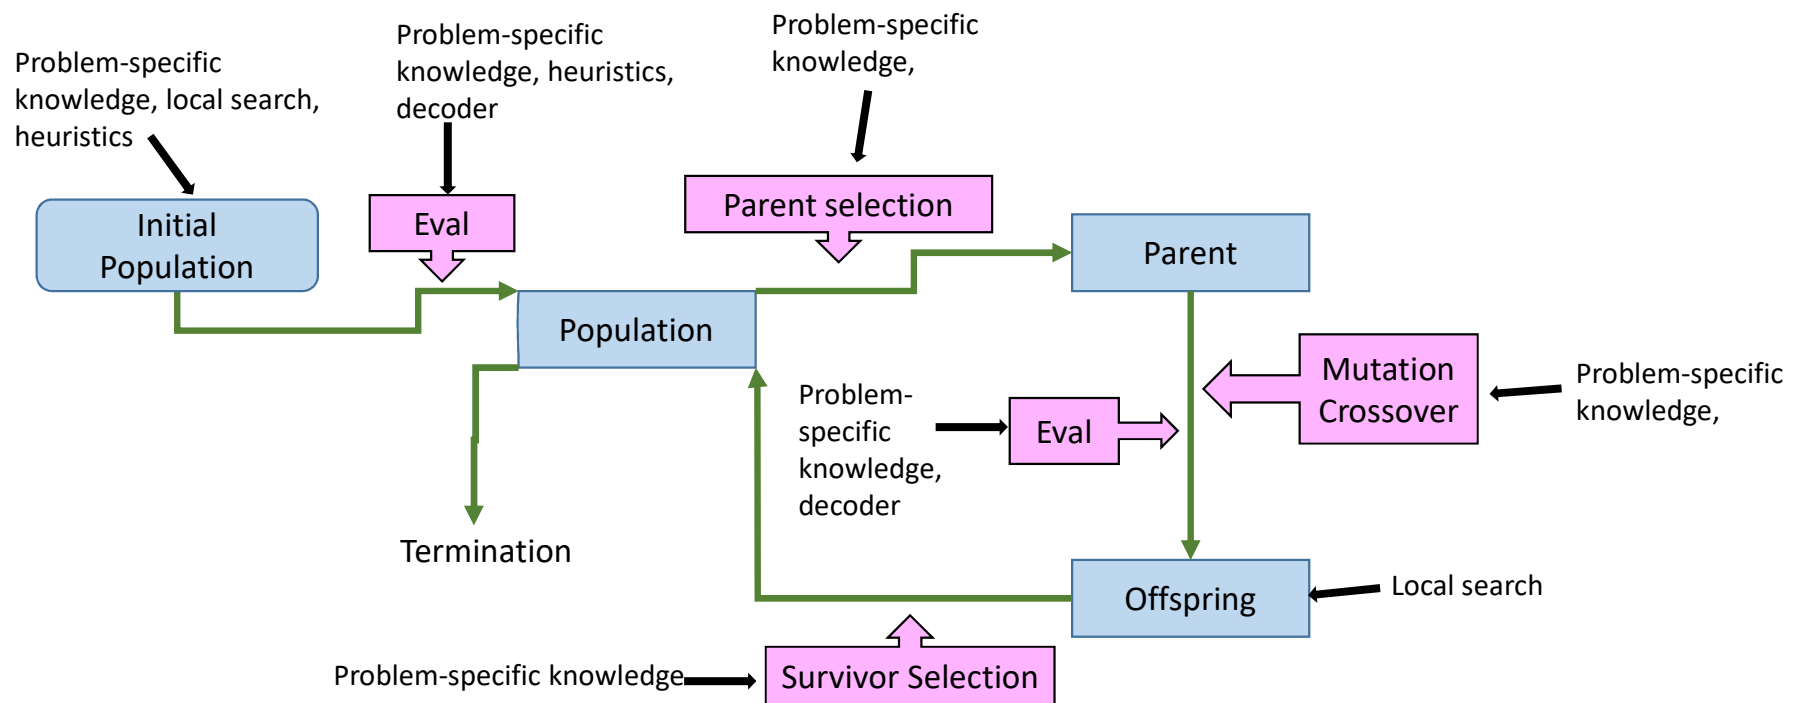 Problem-specific
knowledge, local search,
heuristics
Problem-specific
knowledge, heuristics,
decoder
Problem-specific
knowledge,
Initial
Population
Eval
Parent selection
Parent
Population
Mutation
Crossover
Problem-specific
knowledge,
Problem-
specific
knowledge,
decoder
Eval
Termination
Offspring
Local search
Problem-specific knowledge
Survivor Selection